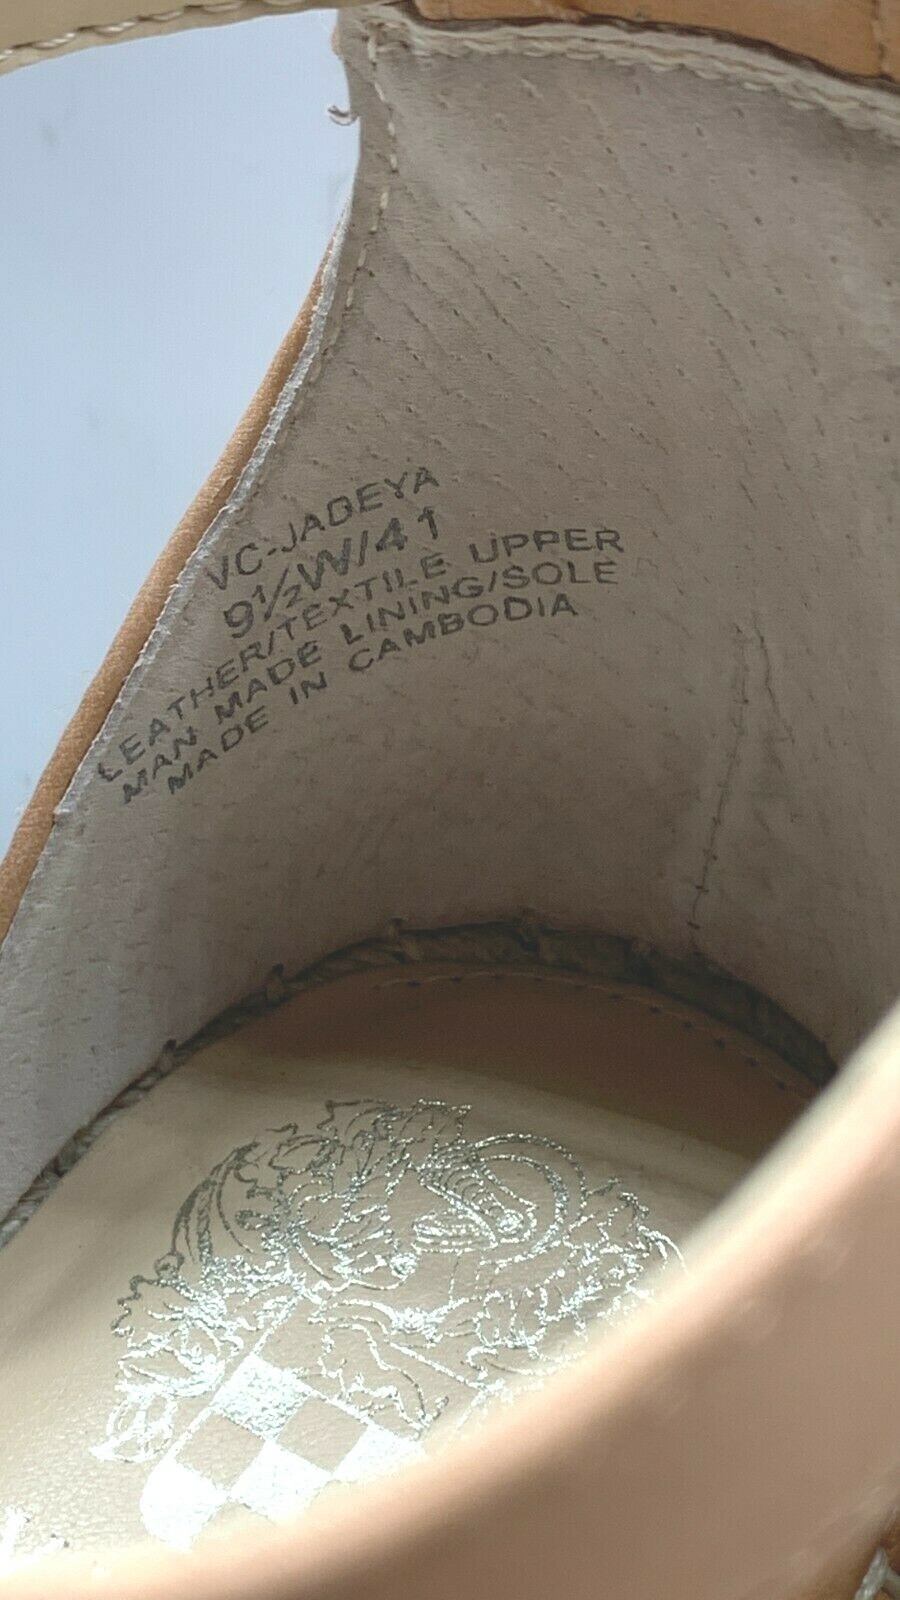 VC-JADEYA
9½W/41
LEATHER/TEXTILE UPPER
MAN MADE LINING/SOLE
MADE IN CAMBODIA